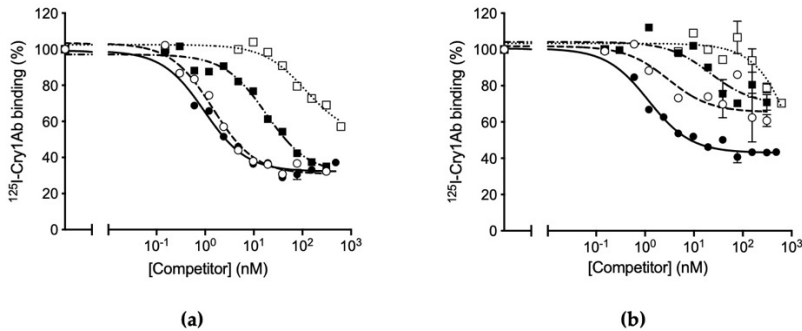 120
100
80
60
40
20
0
¹²⁵I-Cry1Ab binding (%)
10⁻¹ 10⁰ 10¹ 10² 10³
[Competitor] (nM)
(a)
120
100
80
60
40
20
0
¹²⁵I-Cry1Ab binding (%)
10⁻¹ 10⁰ 10¹ 10² 10³
[Competitor] (nM)
(b)